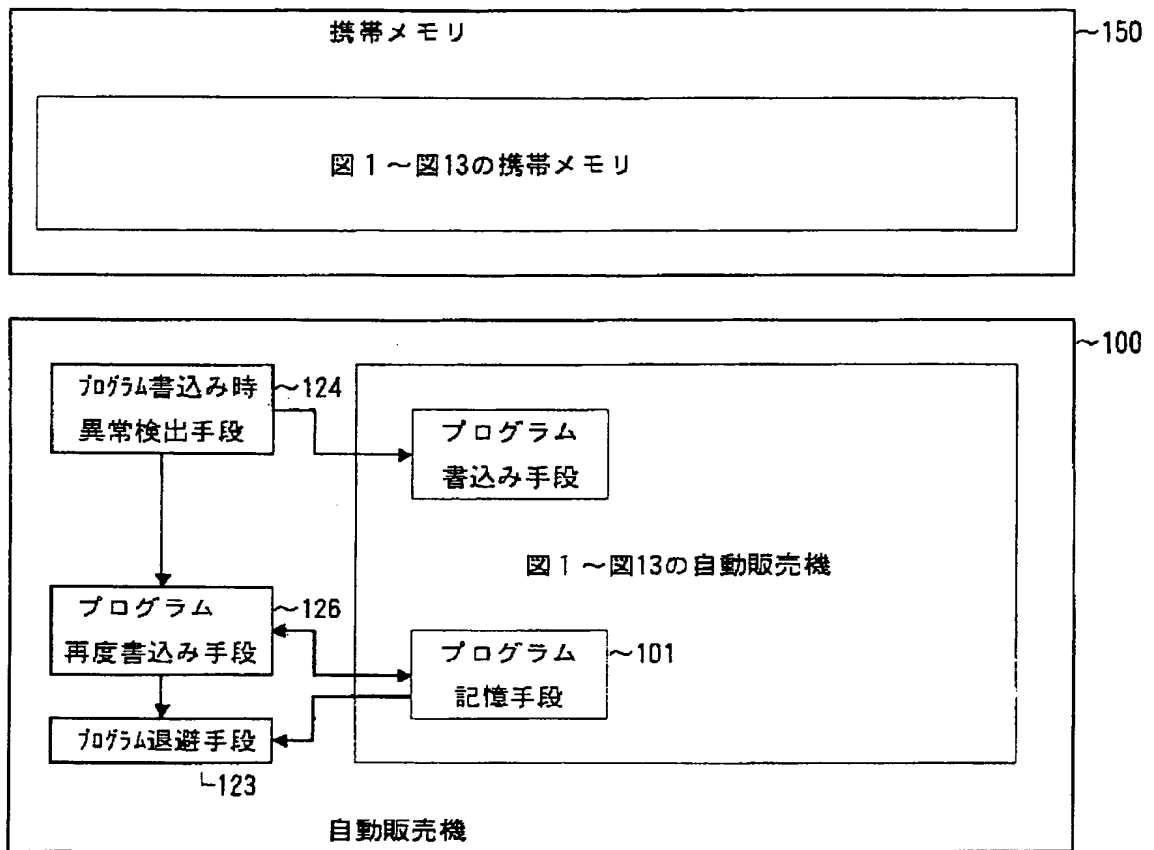 携帯メモリ
〜150
図1〜図13の携帯メモリ
〜100
プログラム書込み時
異常検出手段
〜124
プログラム
書込み手段
図1〜図13の自動販売機
プログラム
再度書込み手段
〜126
プログラム
記憶手段
〜101
プログラム退避手段
123
自動販売機